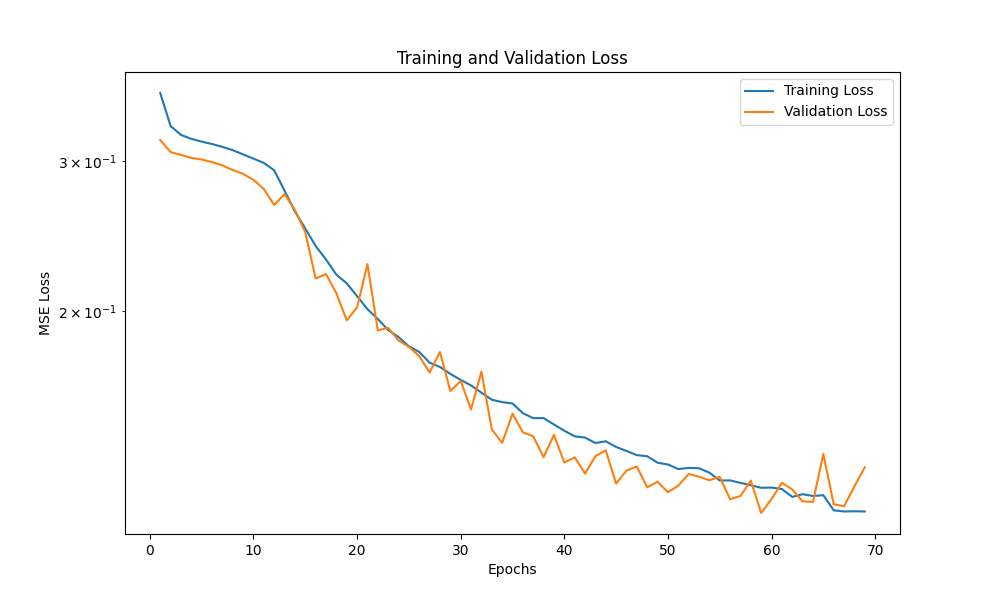 Training and Validation Loss
Training Loss
Validation Loss
3 × 10⁻¹
2 × 10⁻¹
MSE Loss
0 10 20 30 40 50 60 70
Epochs